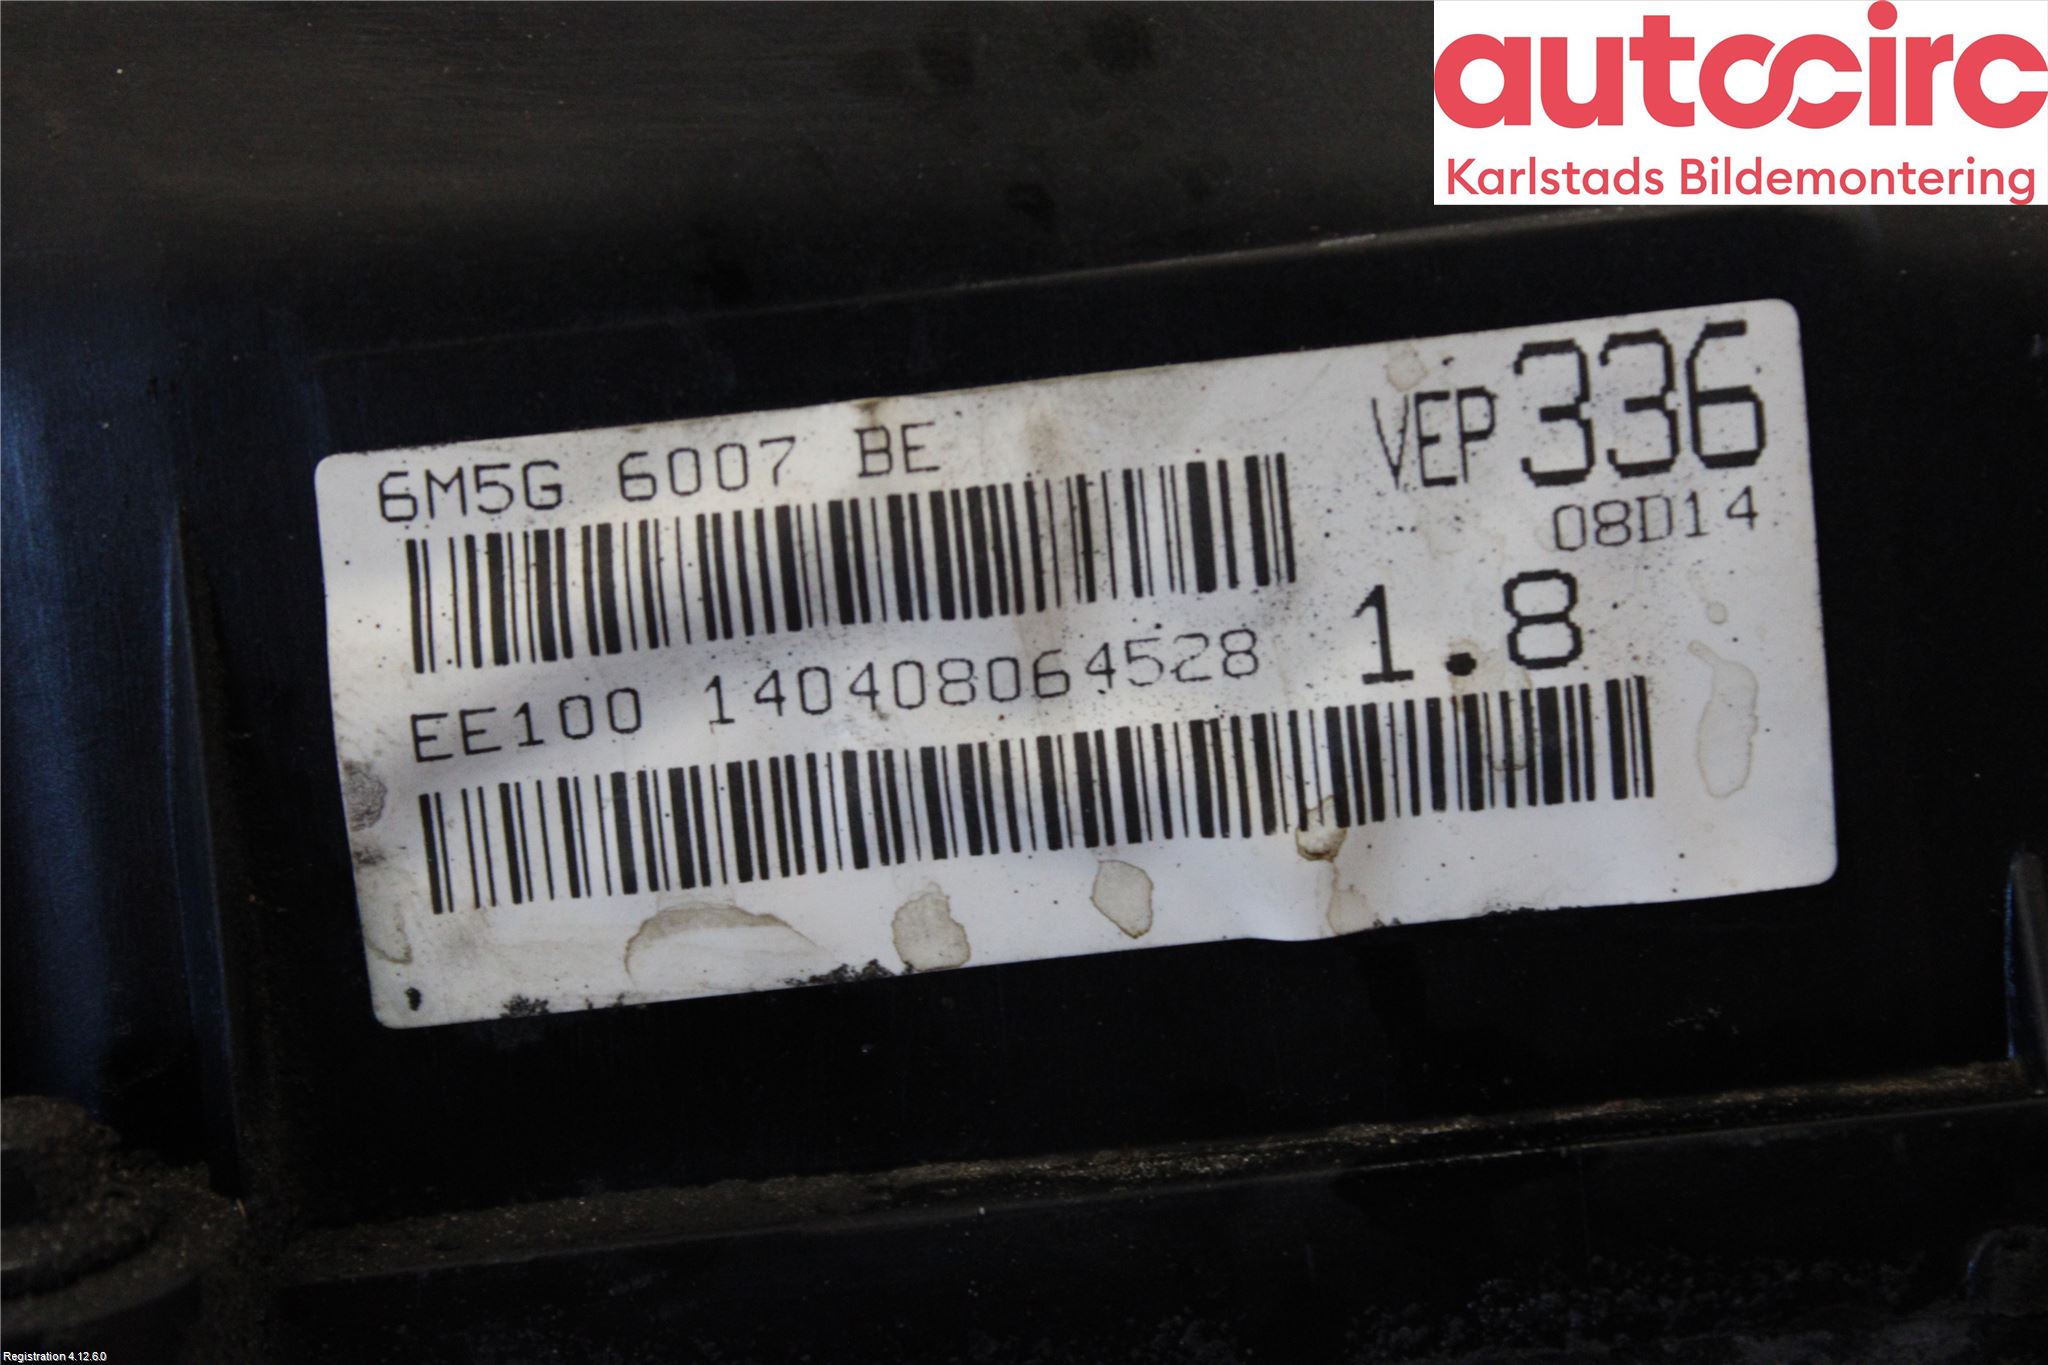 autocirc
Karlstads Bildemontering
6M5G 6007 BE
VEP 336
08D14
EE100 140408064528
1.8
Registration 4.12.6.0